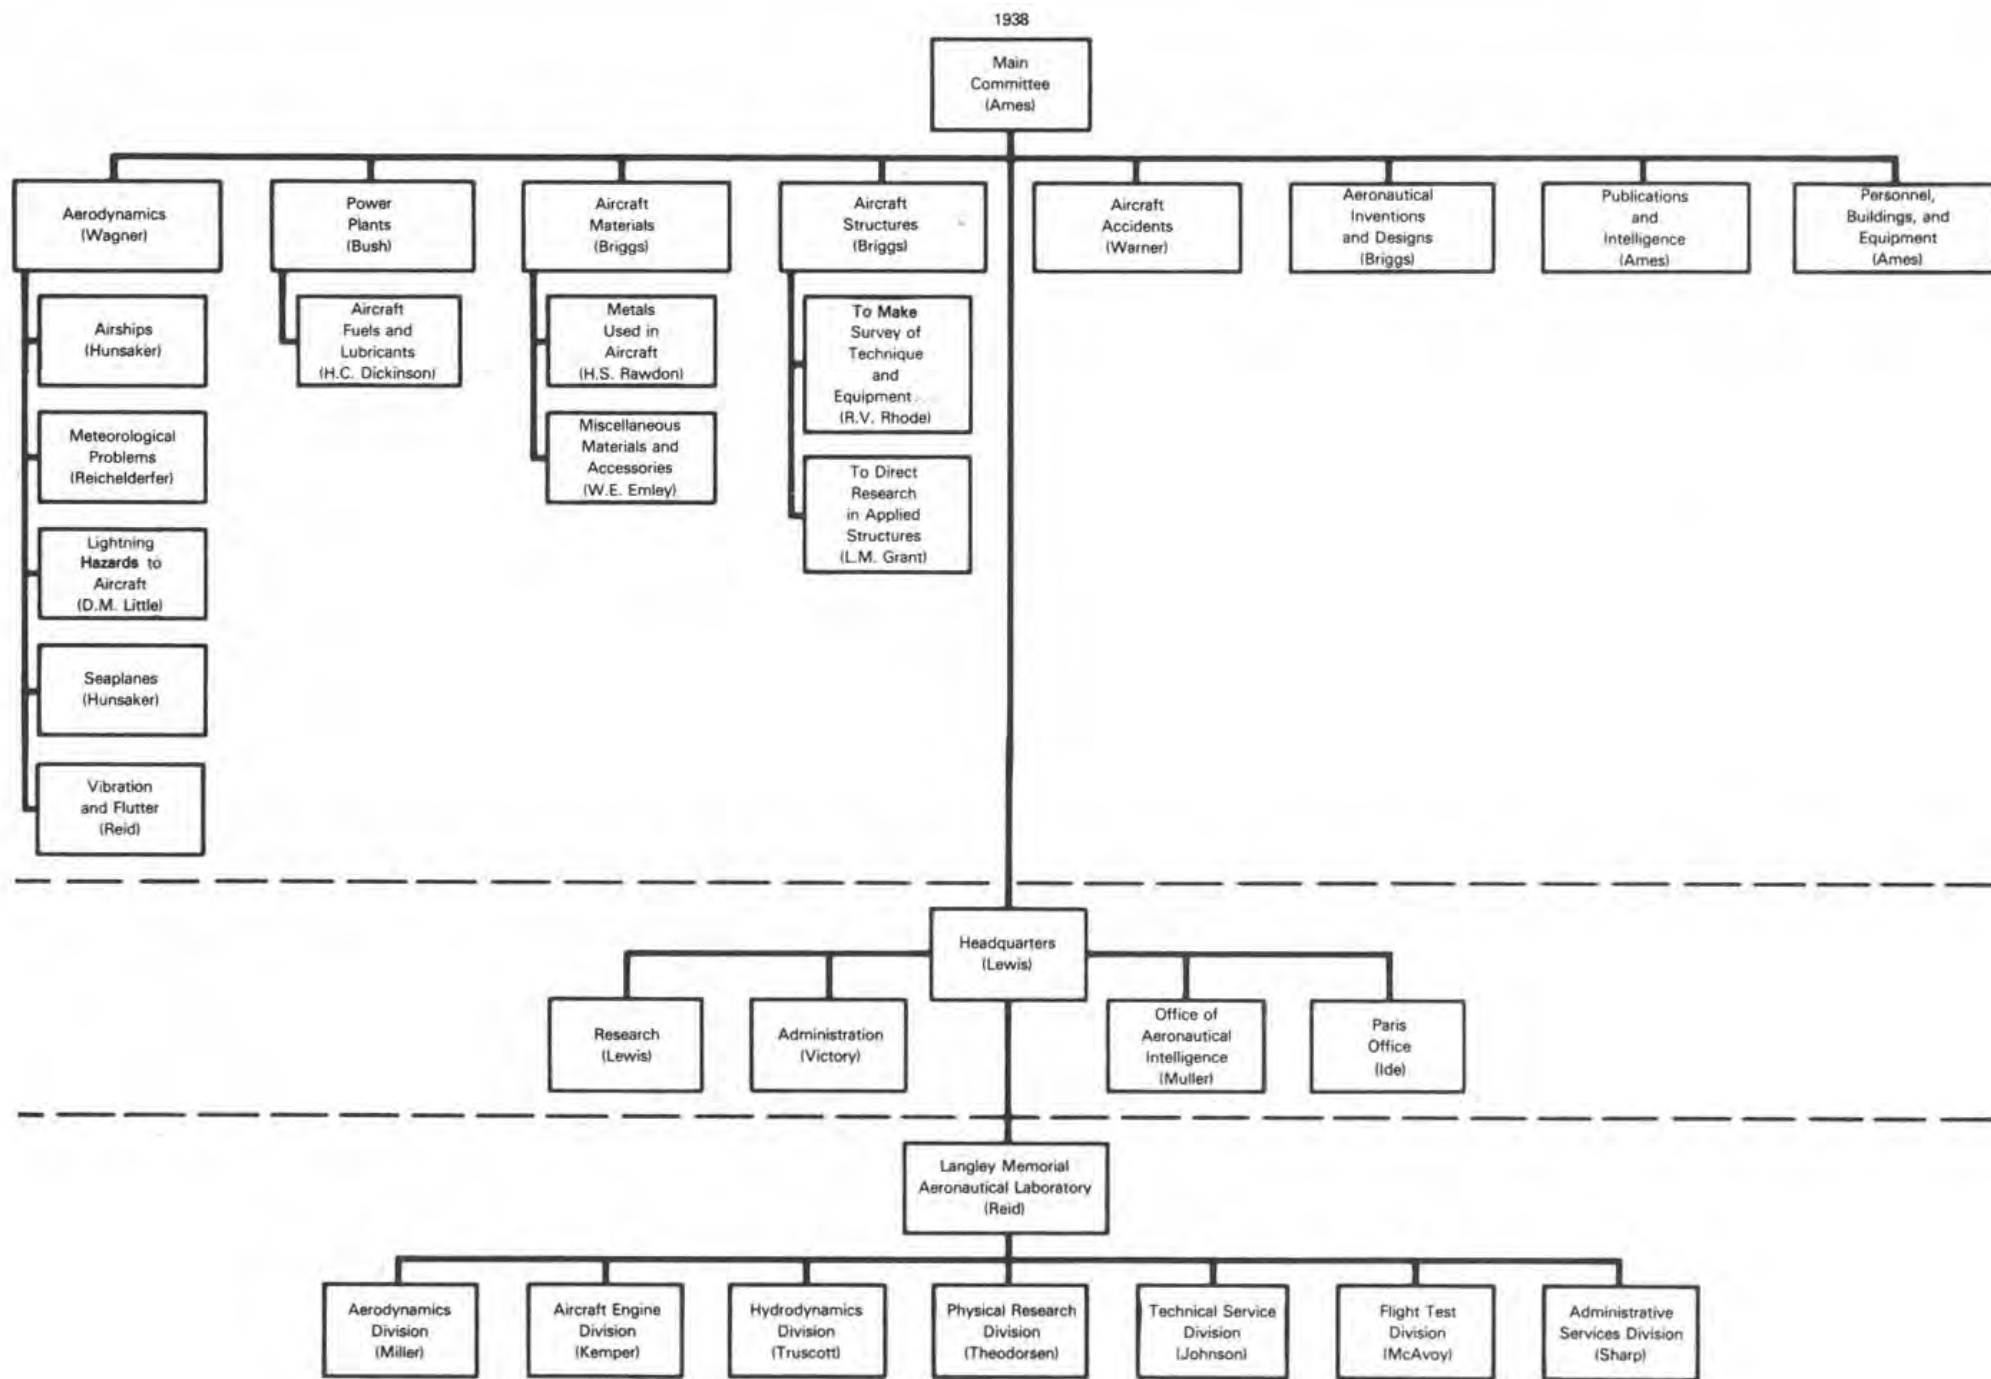 1938
Main
Committee
(Ames)
Aerodynamics
(Wagner)
Power
Plants
(Bush)
Aircraft
Materials
(Briggs)
Aircraft
Structures
(Briggs)
Aircraft
Accidents
(Warner)
Aeronautical
Inventions
and Designs
(Briggs)
Publications
and
Intelligence
(Ames)
Personnel,
Buildings, and
Equipment
(Ames)
Airships
(Hunsaker)
Meteorological
Problems
(Reichelderfer)
Lightning
Hazards to
Aircraft
(D.M. Little)
Seaplanes
(Hunsaker)
Vibration
and Flutter
(Reid)
Aircraft
Fuels and
Lubricants
(H.C. Dickinson)
Metals
Used in
Aircraft
(H.S. Rawdon)
Miscellaneous
Materials and
Accessories
(W.E. Emley)
To Make
Survey of
Technique
and
Equipment
(R.V. Rhode)
To Direct
Research
in Applied
Structures
(L.M. Grant)
Headquarters
(Lewis)
Research
(Lewis)
Administration
(Victory)
Office of
Aeronautical
Intelligence
(Muller)
Paris
Office
(Ide)
Langley Memorial
Aeronautical Laboratory
(Reid)
Aerodynamics
Division
(Miller)
Aircraft Engine
Division
(Kemper)
Hydrodynamics
Division
(Truscott)
Physical Research
Division
(Theodorsen)
Technical Service
Division
(Johnson)
Flight Test
Division
(McAvoy)
Administrative
Services Division
(Sharp)